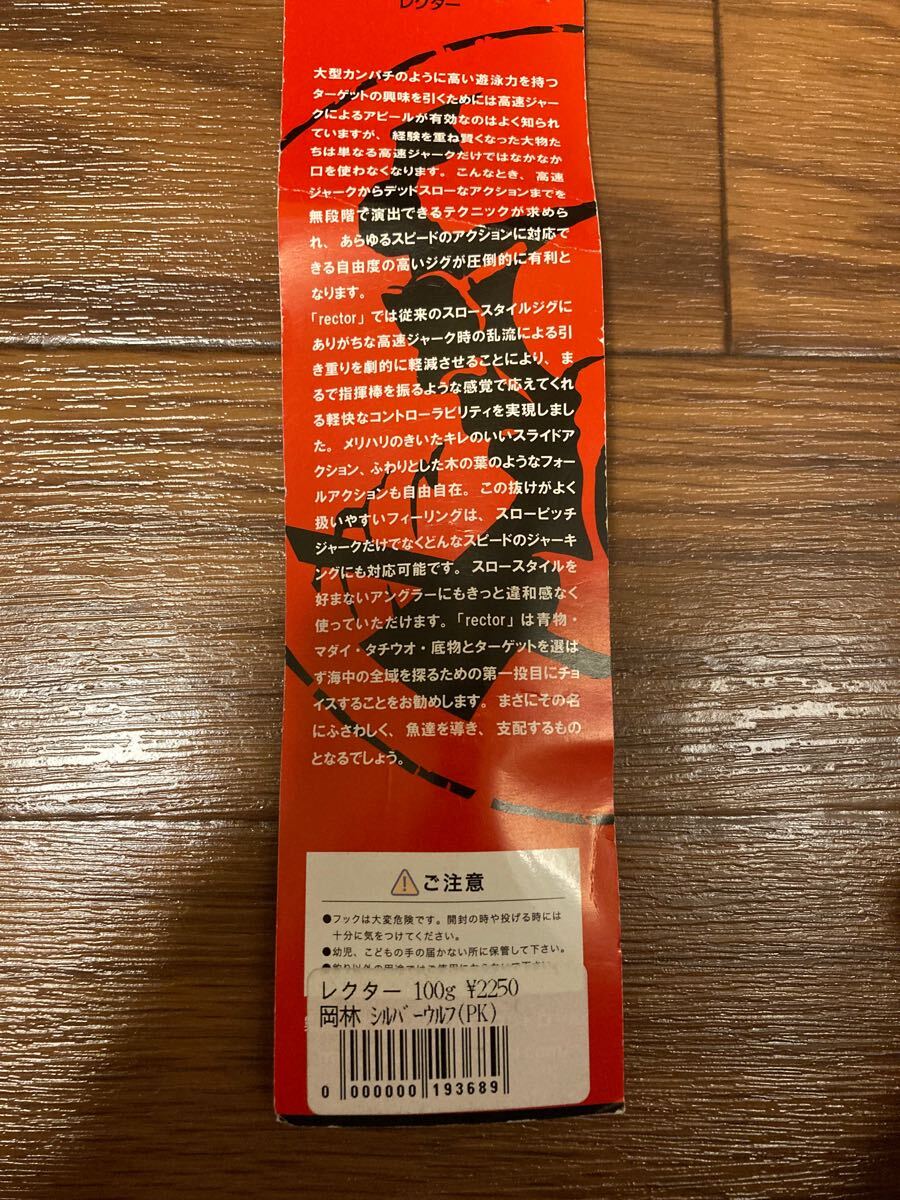 レクター
大型カンパチのように高い遊泳力を持つ
ターゲットの興味を引くためには高速ジャー
クによるアピールが有効なのはよく知られ
ていますが、経験を重ね賢くなった大物た
ちは単なる高速ジャークだけではなかなか
口を使わなくなります。こんなとき、高速
ジャークからデッドスローなアクションまでを
無段階で演出できるテクニックが求めら
れ、あらゆるスピードのアクションに対応で
きる自由度の高いジグが圧倒的に有利と
なります。
「rector」では従来のスロースタイルジグに
ありがちな高速ジャーク時の乱流による引
き重りを劇的に軽減させることにより、ま
るで指揮棒を振るような感覚で応えてくれ
る軽快なコントローラビリティを実現しまし
た。メリハリのきいたキレのいいスライドア
クション、ふわりとした木の葉のようなフォー
ルアクションも自由自在。この抜けがよく
扱いやすいフィーリングは、スローピッチ
ジャークだけでなくどんなスピードのジャーキ
ングにも対応可能です。スロースタイルを
好まないアングラーにもきっと違和感なく
使っていただけます。「rector」は青物・
マダイ・タチウオ・底物とターゲットを選ば
ず海中の全域を探るための第一投目にチョ
イスすることをお勧めします。まさにその名
にふさわしく、魚達を導き、支配するもの
となるでしょう。
ご注意
●フックは大変危険です。開封の時や投げる時には
十分に気をつけてください。
●幼児、こどもの手の届かない所に保管して下さい。
レクター 100g ¥2250
岡林 シルバーウルフ(PK)
0 000000 193689